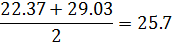 22.37 + 29.03
2
= 25.7